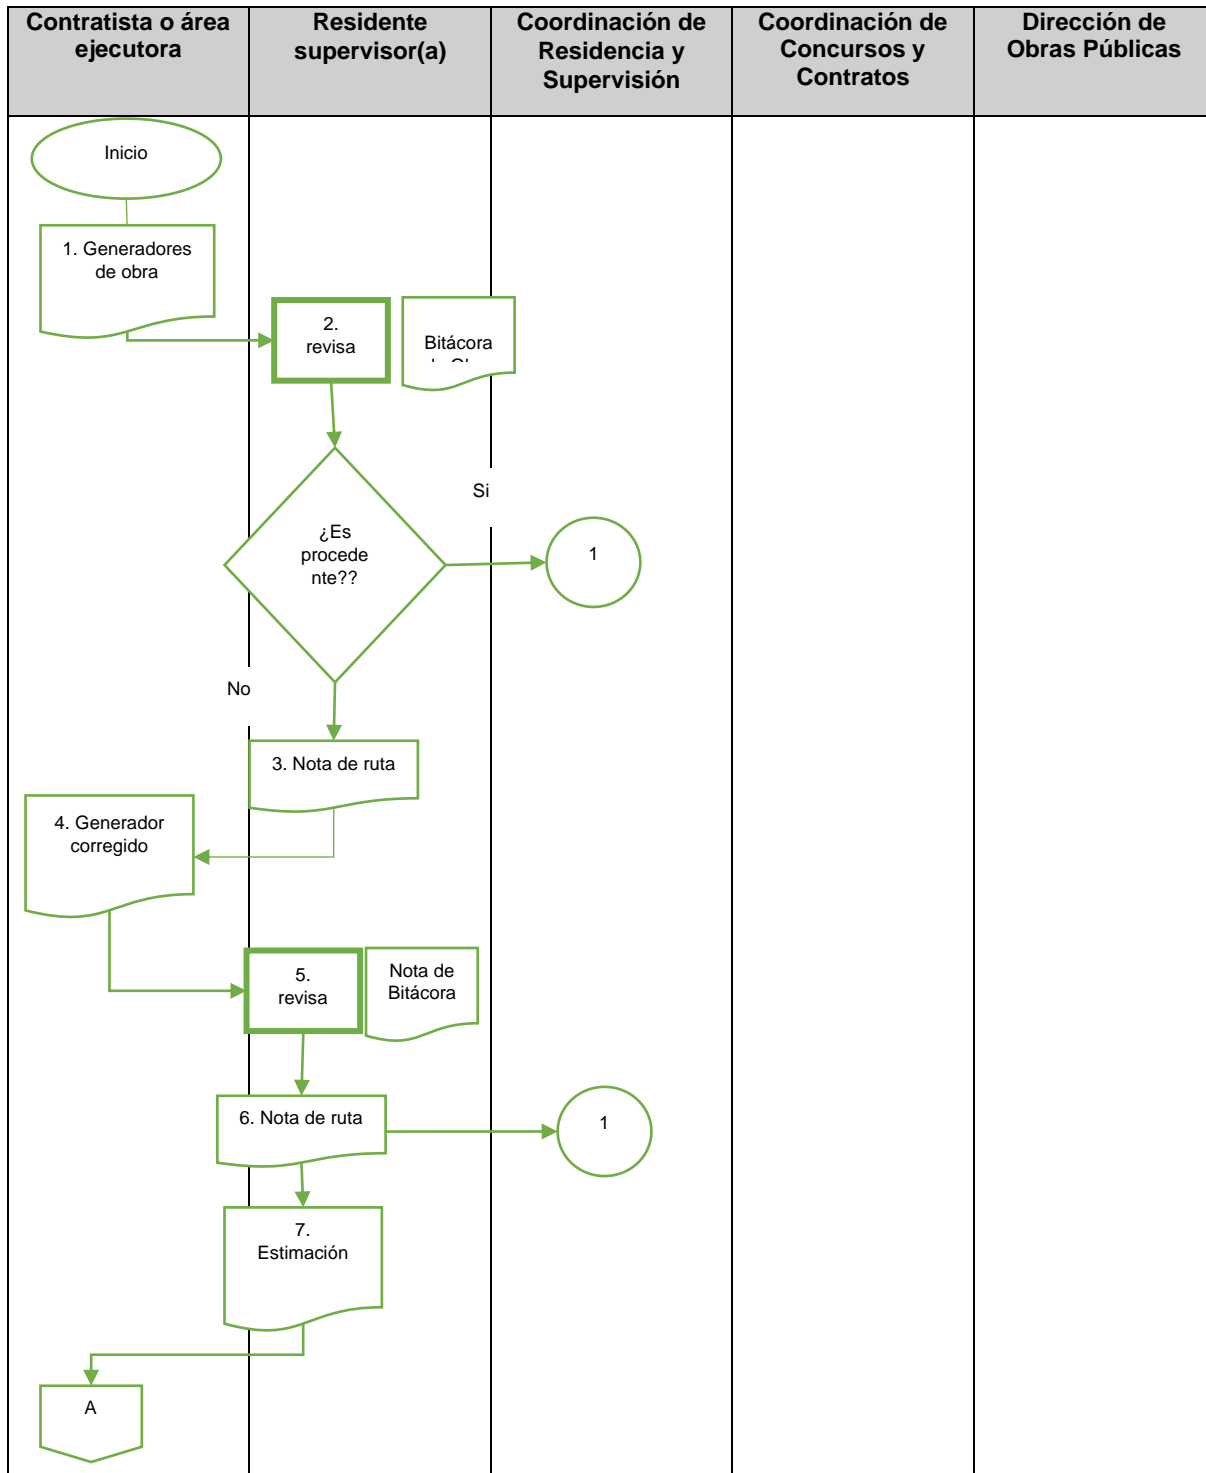 Contratista o área
ejecutora
Residente
supervisor(a)
Coordinación de
Residencia y
Supervisión
Coordinación de
Concursos y
Contratos
Dirección de
Obras Públicas
Inicio
1. Generadores
de obra
2.
revisa
Bitácora
¿Es
procede
nte??
Si
1
No
3. Nota de ruta
4. Generador
corregido
5.
revisa
Nota de
Bitácora
6. Nota de ruta
1
7.
Estimación
A